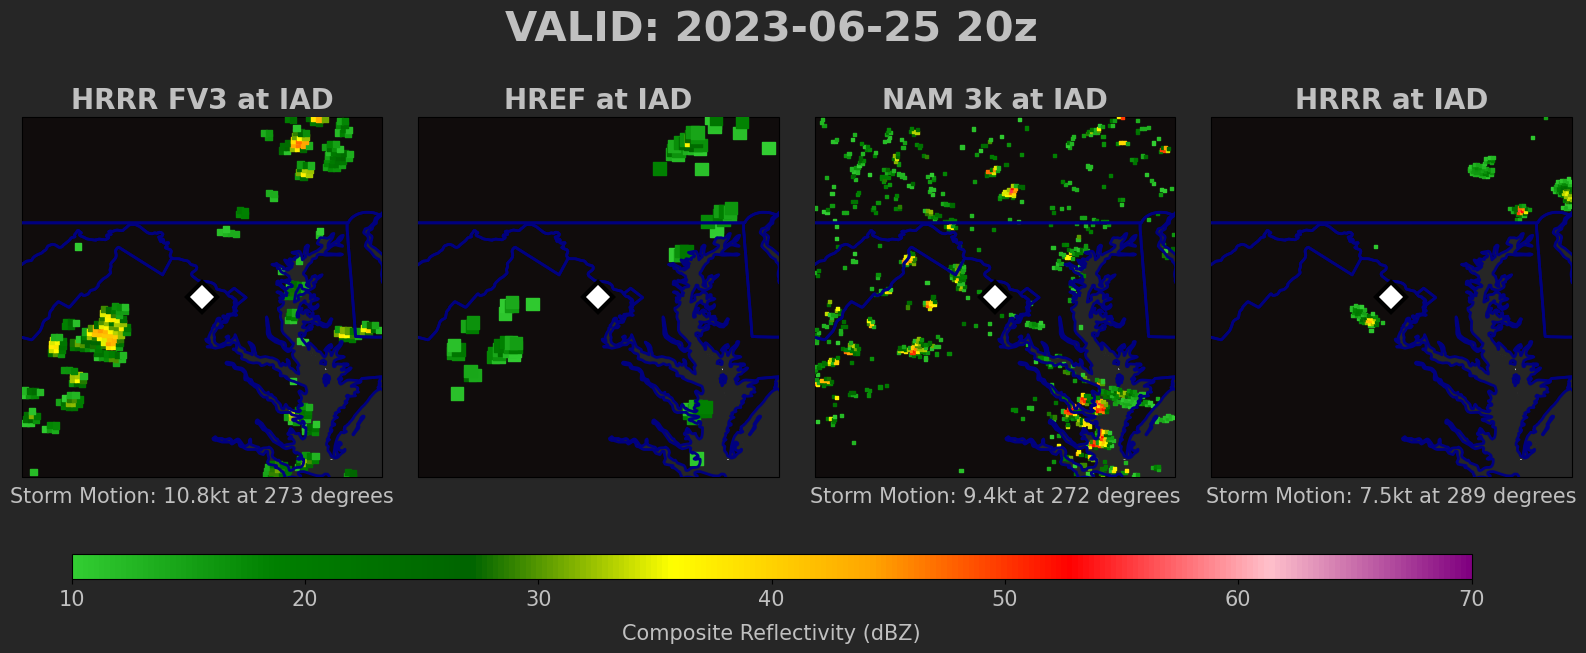 VALID: 2023-06-25 20z
HRRR FV3 at IAD
HREF at IAD
NAM 3k at IAD
HRRR at IAD
Storm Motion: 10.8kt at 273 degrees
Storm Motion: 9.4kt at 272 degrees
Storm Motion: 7.5kt at 289 degrees
10 20 30 40 50 60 70
Composite Reflectivity (dBZ)